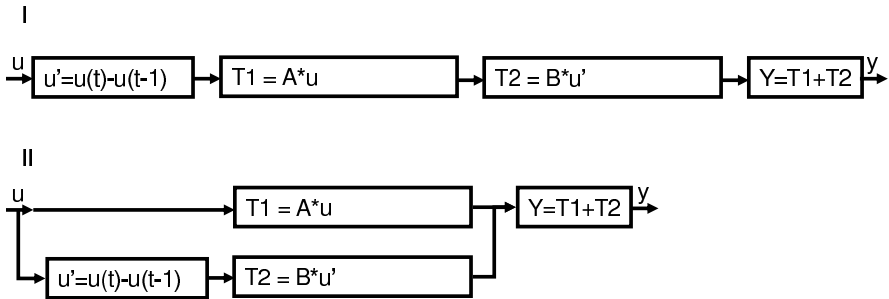 I
u
u'=u(t)-u(t-1)
T1 = A*u
T2 = B*u'
Y=T1+T2
y
II
u
T1 = A*u
Y=T1+T2
y
u'=u(t)-u(t-1)
T2 = B*u'